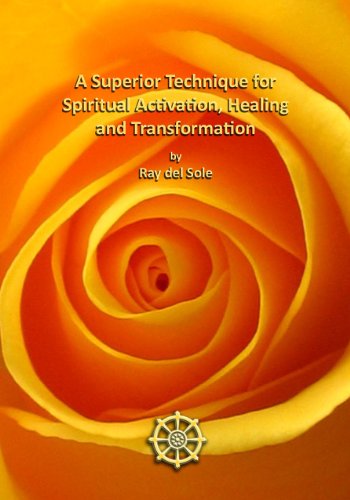 A Superior Technique for
Spiritual Activation, Healing
and Transformation
by
Ray del Sole